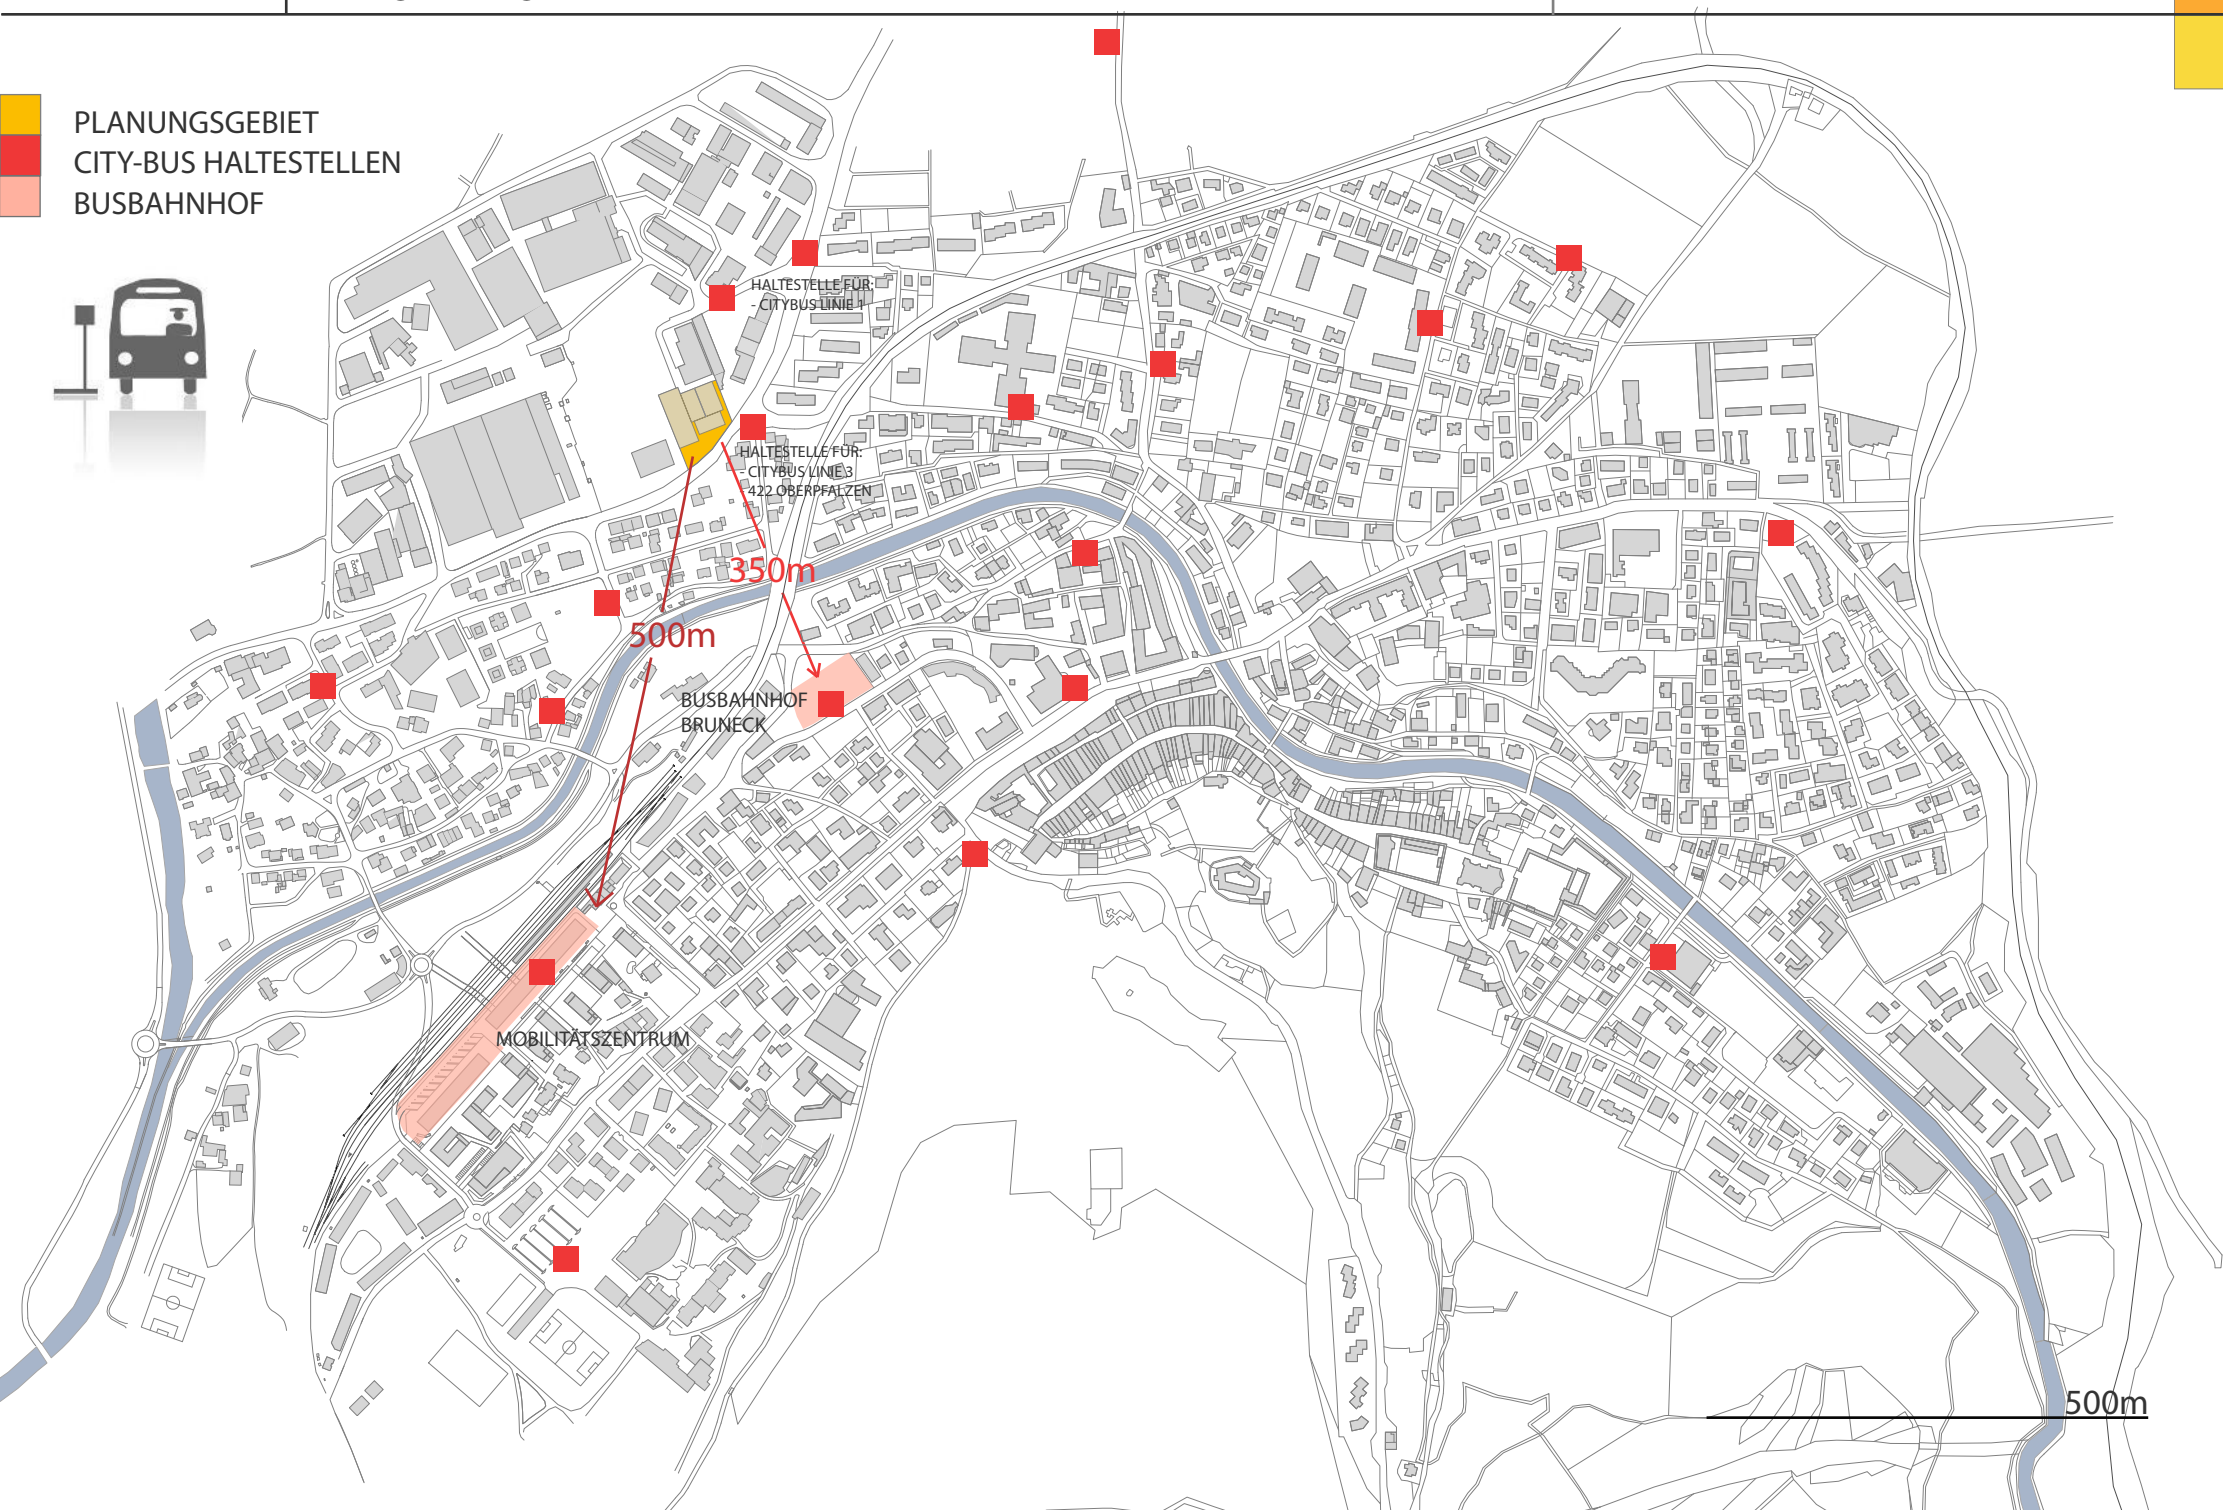 PLANUNGSGEBIET
CITY-BUS HALTESTELLEN
BUSBAHNHOF
HALTESTELLE FÜR:
- CITYBUS LINIE 1
HALTESTELLE FÜR:
- CITYBUS LINIE 3
- 422 OBERPFALZEN
350m
500m
BUSBAHNHOF
BRUNECK
MOBILITÄTSZENTRUM
500m